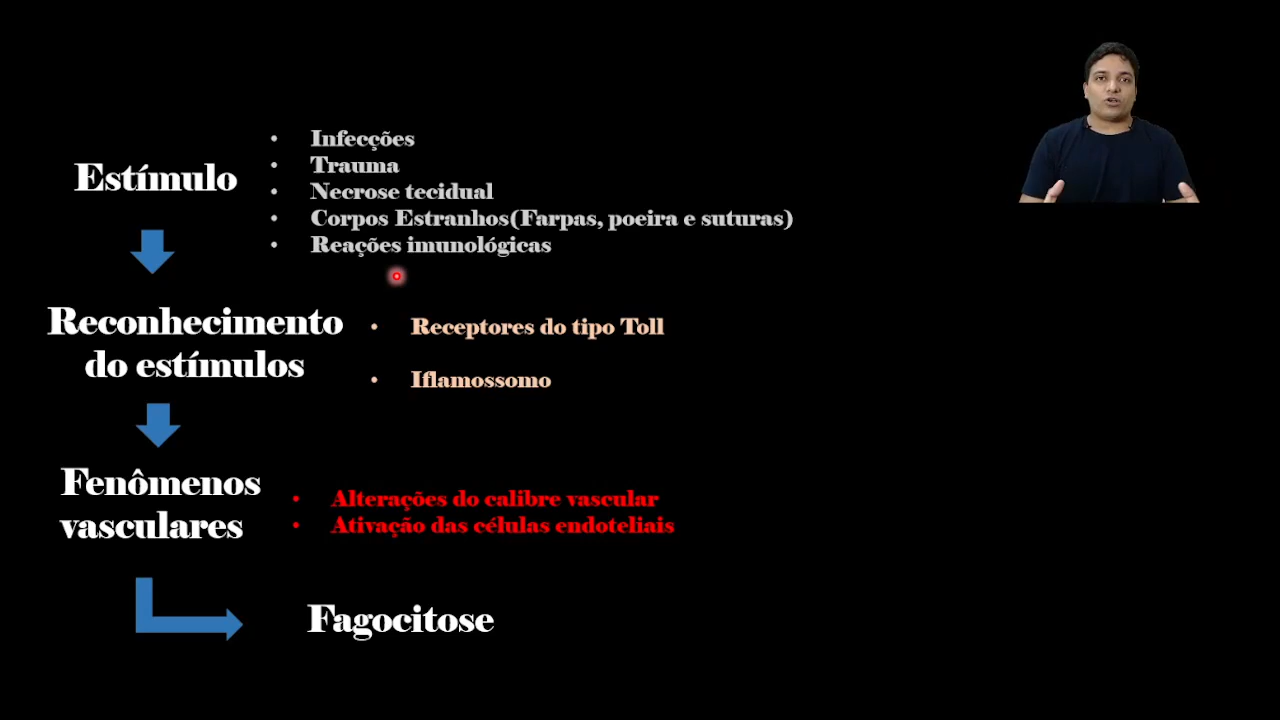 Estímulo
• Infecções
• Trauma
• Necrose tecidual
• Corpos Estranhos(Farpas, poeira e suturas)
• Reações imunológicas
Reconhecimento
do estímulos
• Receptores do tipo Toll
• Iflamossomo
Fenômenos
vasculares
• Alterações do calibre vascular
• Ativação das células endoteliais
Fagocitose